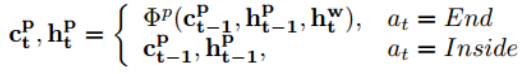 c_t^p, h_t^p = { Φ^p(c_{t-1}^p, h_{t-1}^p, h_t^w), a_t = End
c_{t-1}^p, h_{t-1}^p, a_t = Inside